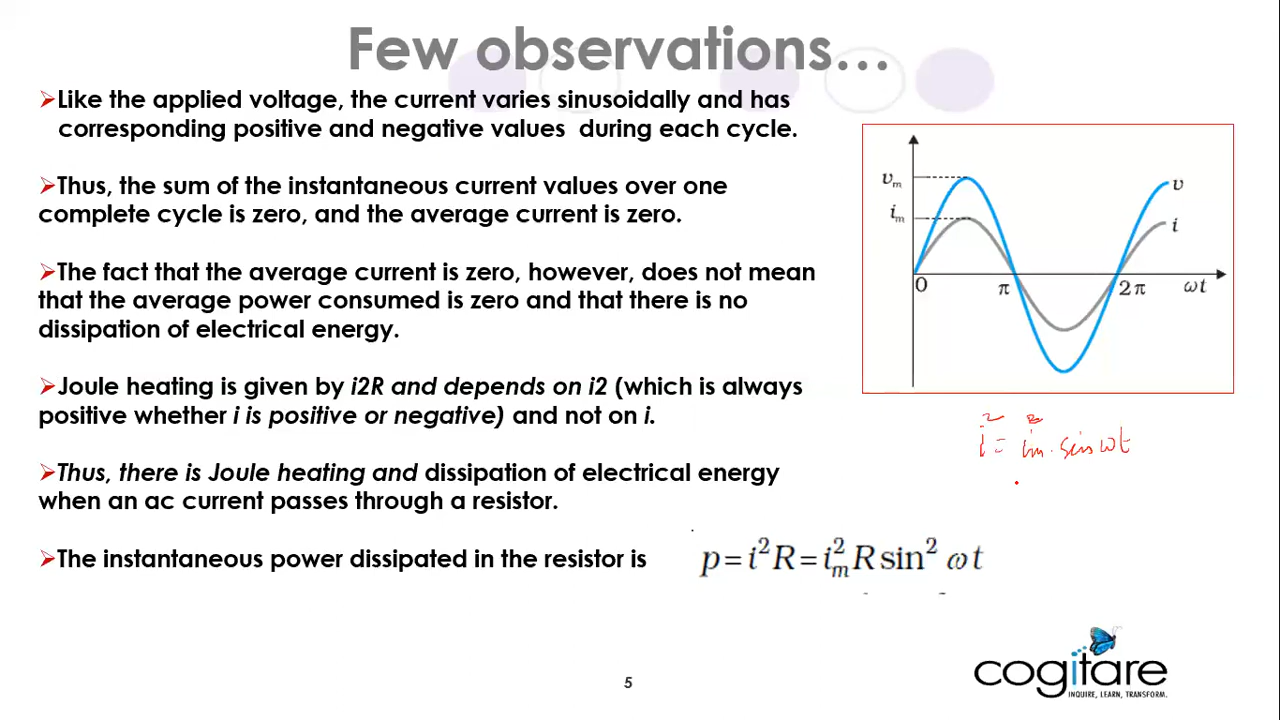 Few observations...
➢Like the applied voltage, the current varies sinusoidally and has
corresponding positive and negative values during each cycle.
➢Thus, the sum of the instantaneous current values over one
complete cycle is zero, and the average current is zero.
➢The fact that the average current is zero, however, does not mean
that the average power consumed is zero and that there is no
dissipation of electrical energy.
➢Joule heating is given by i2R and depends on i2 (which is always
positive whether i is positive or negative) and not on i.
➢Thus, there is Joule heating and dissipation of electrical energy
when an ac current passes through a resistor.
➢The instantaneous power dissipated in the resistor is
p = i²R = i²ₘ R sin² ω t
υₘ
iₘ
υ
i
0
π
2π
ωt
i = im . sin ωt
cogitare
INQUIRE, LEARN, TRANSFORM.
5